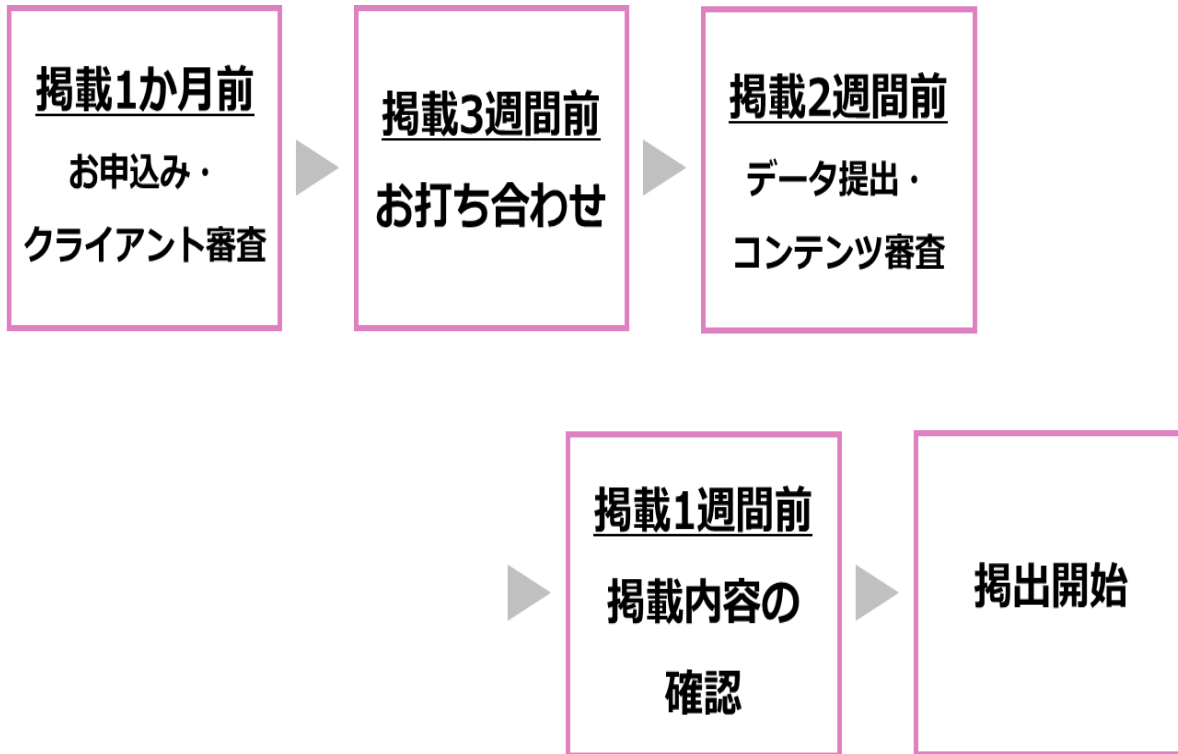 掲載1か月前
お申込み・
クライアント審査
掲載3週間前
お打ち合わせ
掲載2週間前
データ提出・
コンテンツ審査
掲載1週間前
掲載内容の
確認
掲出開始